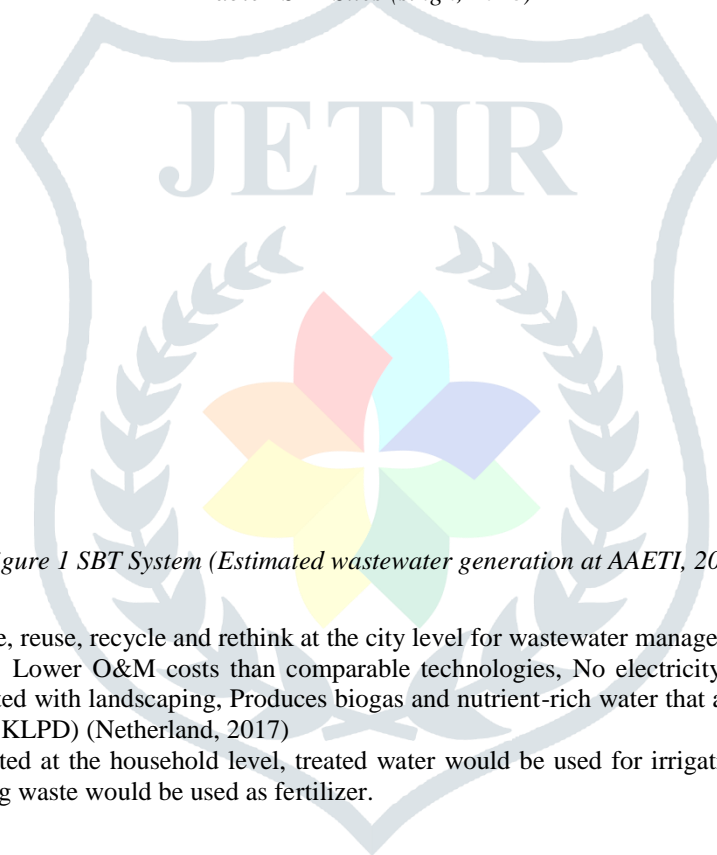 JETIR
gure 1 SBT System (Estimated wastewater generation at AAETI, 20
e, reuse, recycle and rethink at the city level for wastewater manage
Lower O&M costs than comparable technologies, No electricity
ted with landscaping, Produces biogas and nutrient-rich water that a
KLPD) (Netherland, 2017)
ted at the household level, treated water would be used for irrigati
g waste would be used as fertilizer.